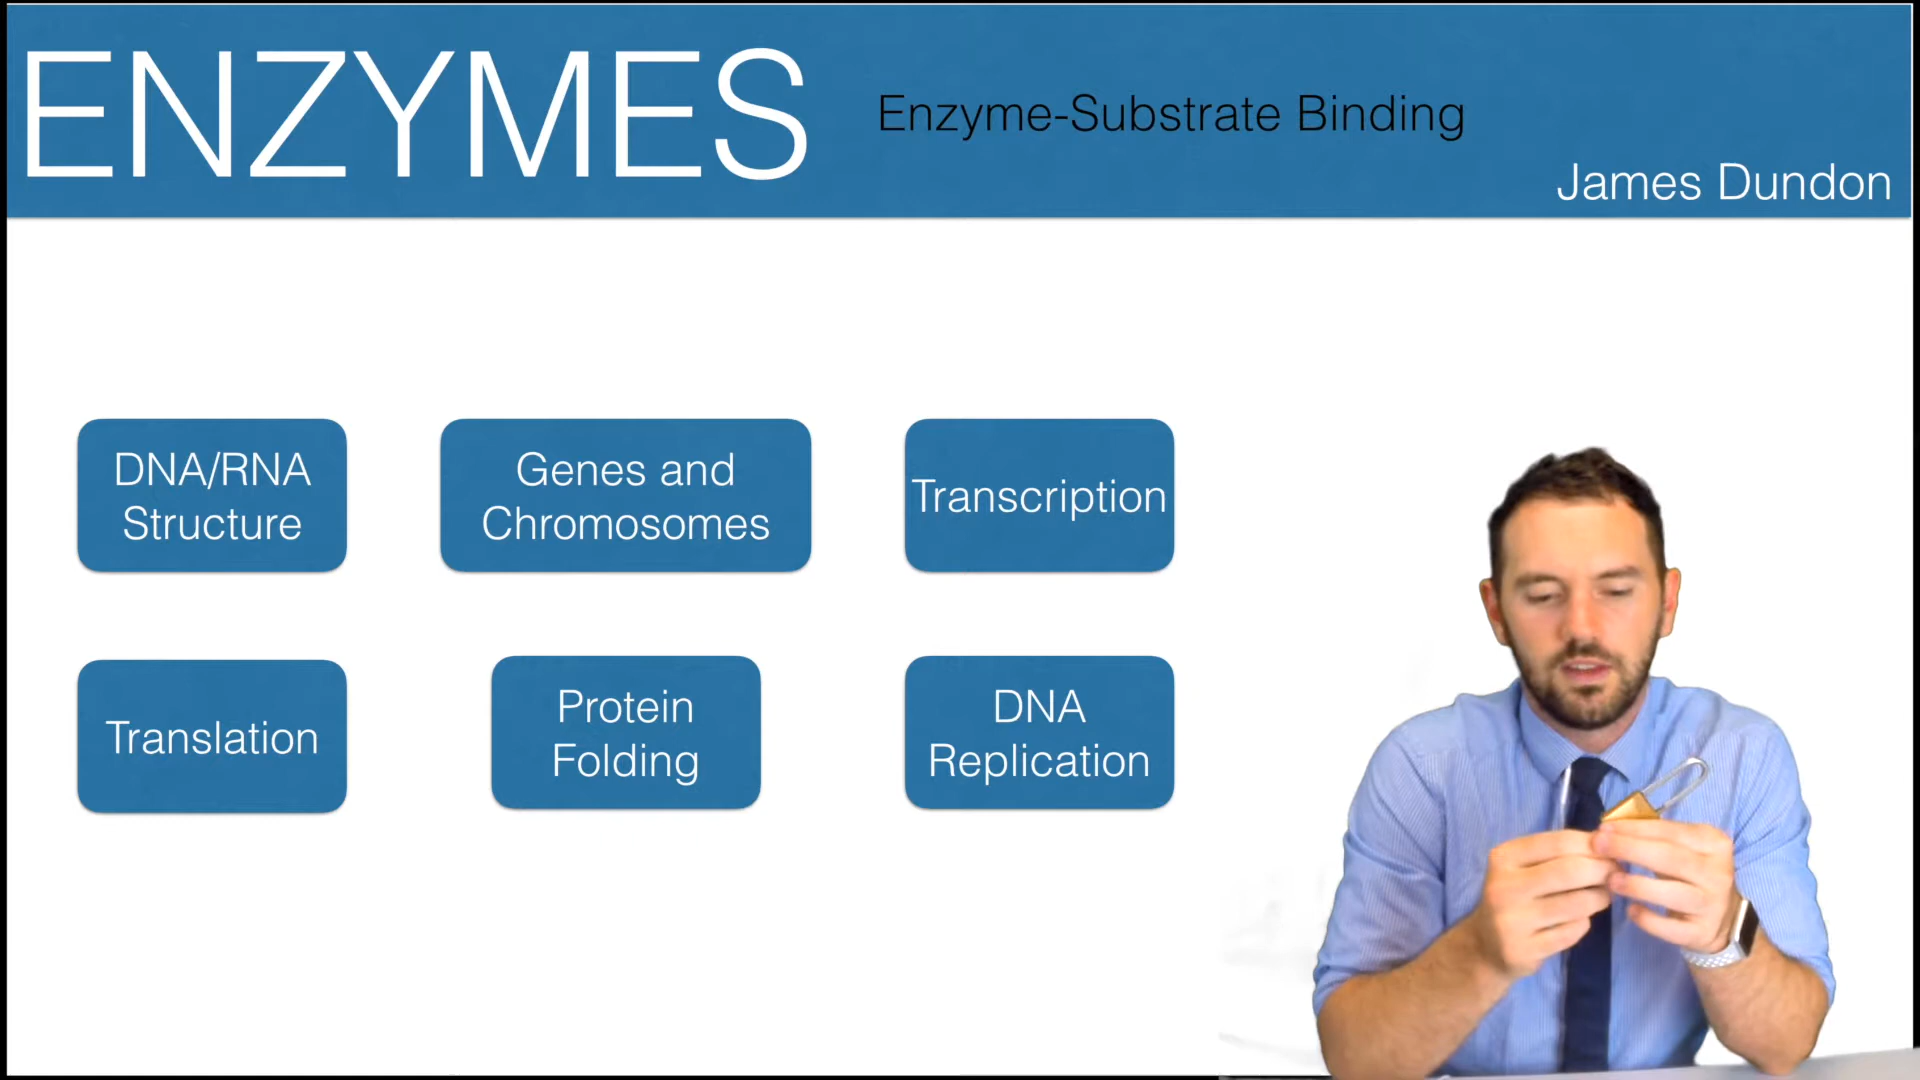 ENZYMES
Enzyme-Substrate Binding
James Dundon
DNA/RNA
Structure
Genes and
Chromosomes
Transcription
Translation
Protein
Folding
DNA
Replication